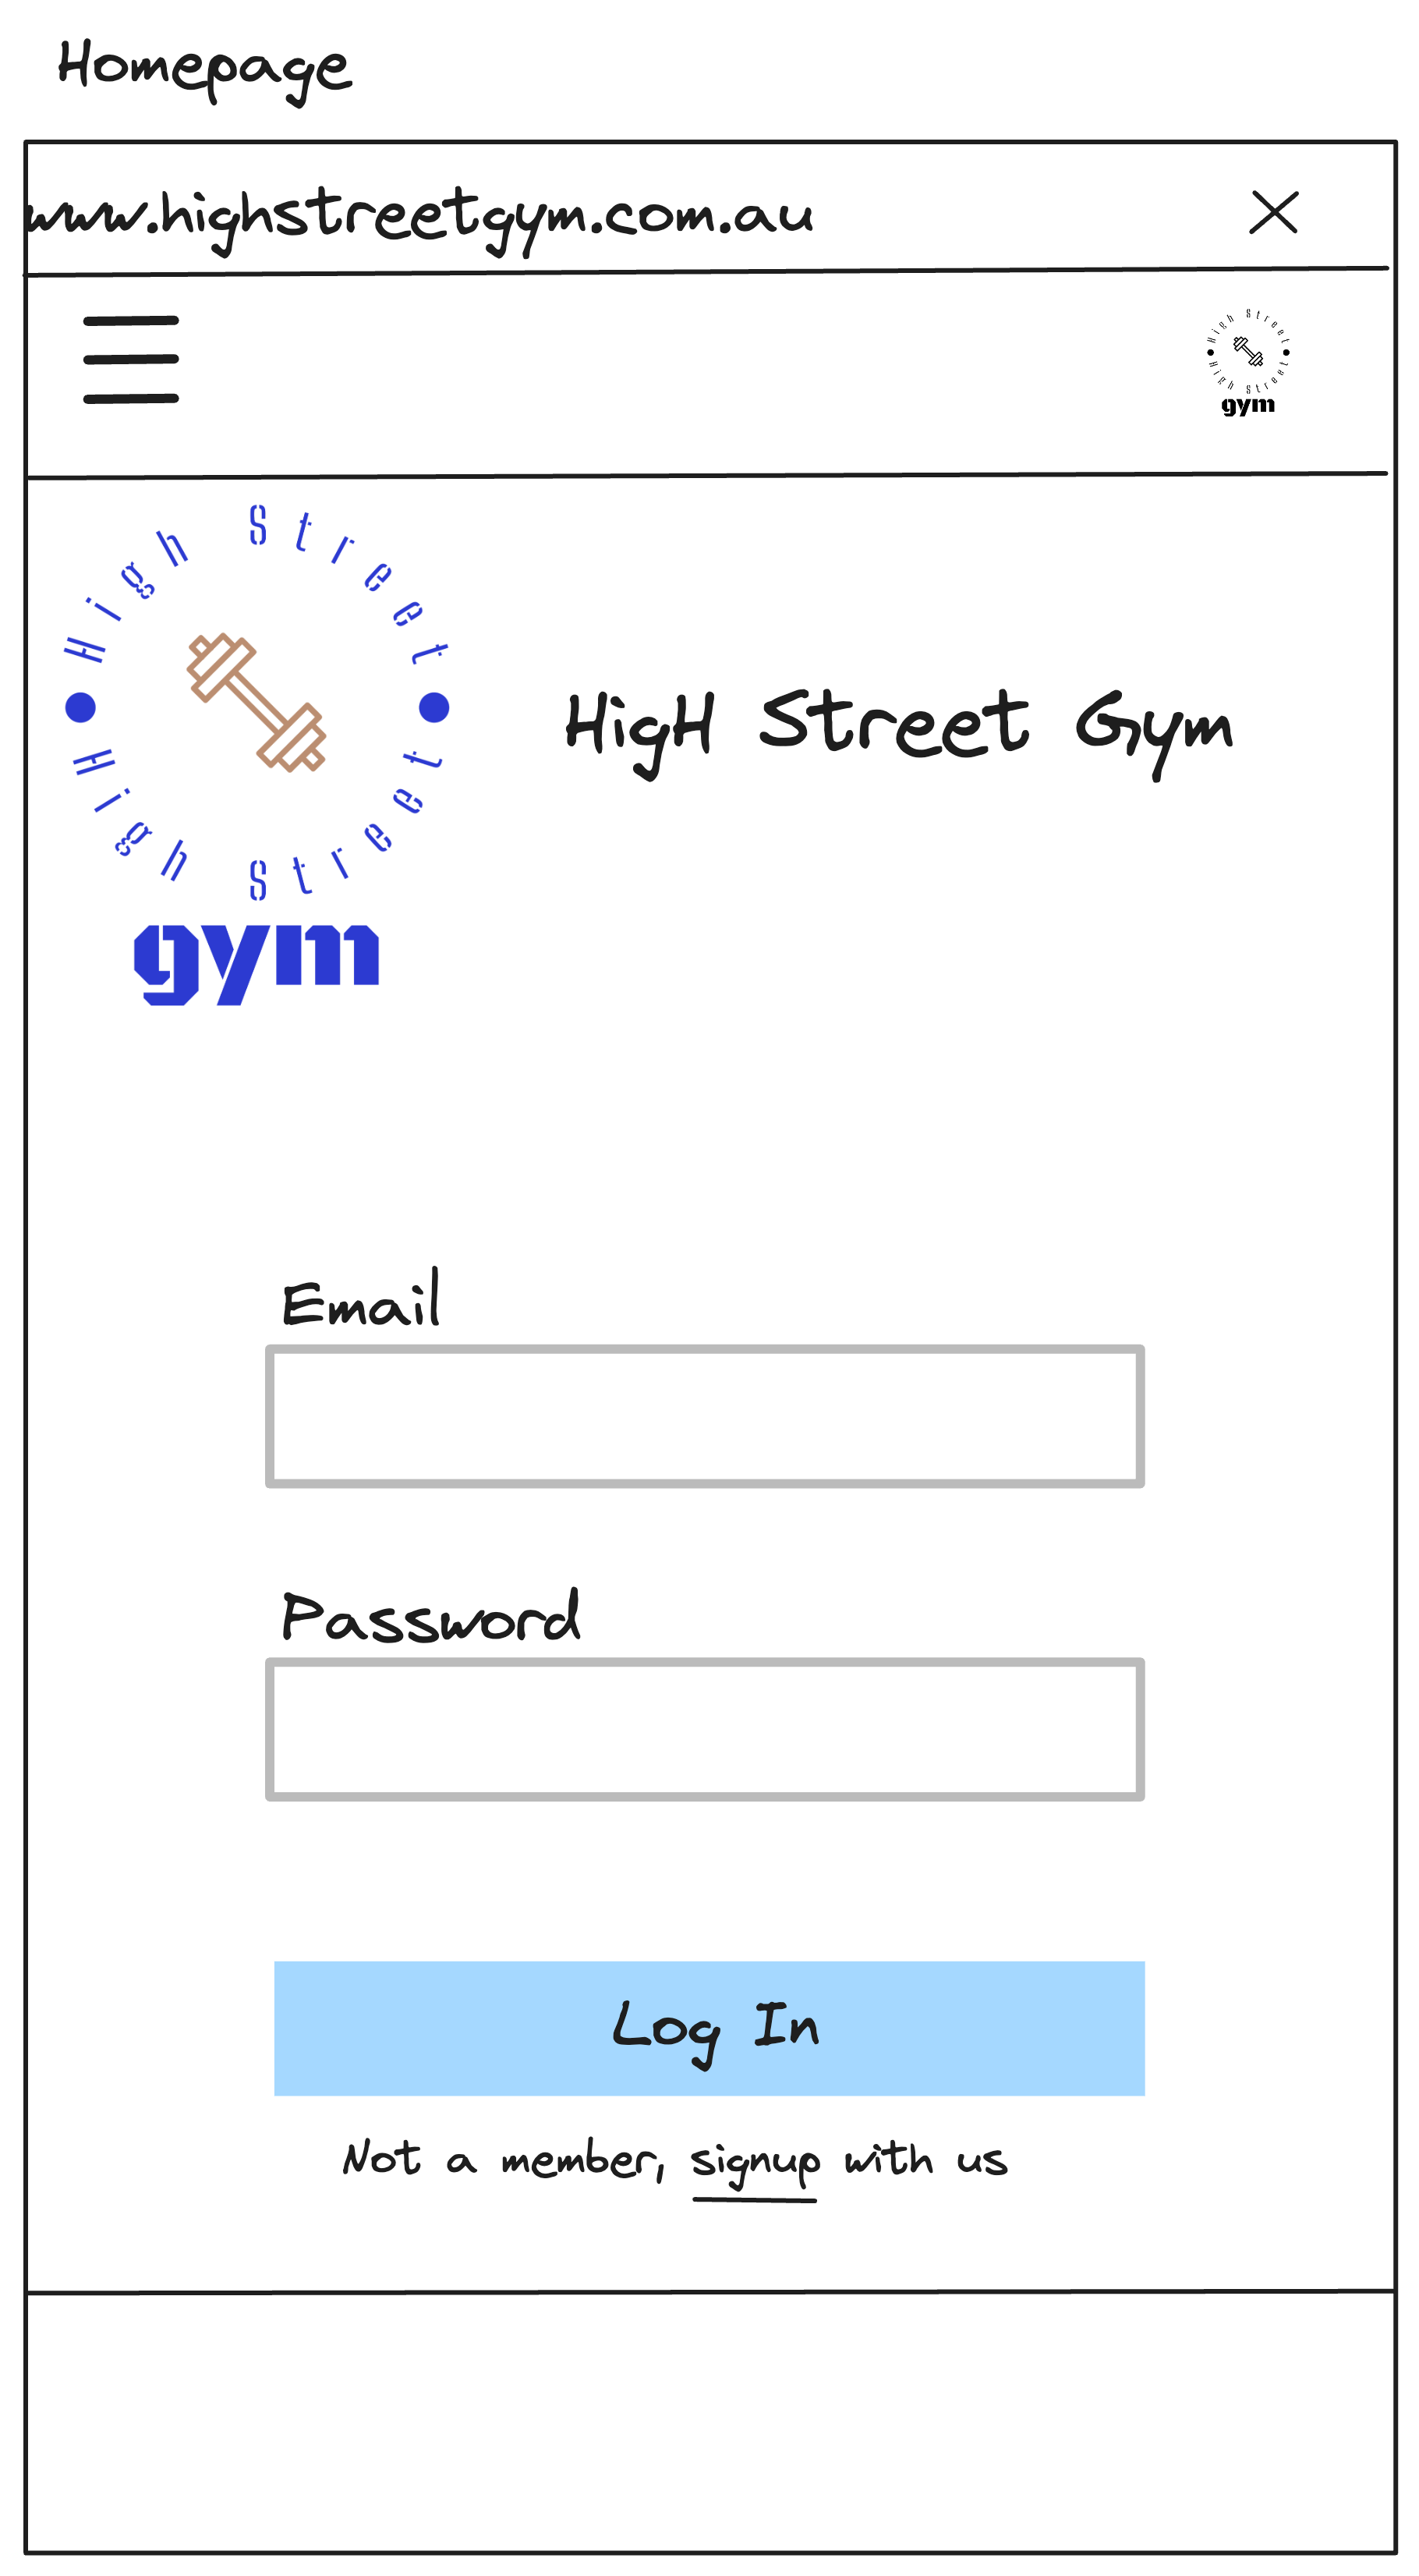 Homepage
www.highstreetgym.com.au
High Street
High Street
gym
High Street
High Street
gym
HigH Street Gym
Email
Password
Log In
Not a member, signup with us